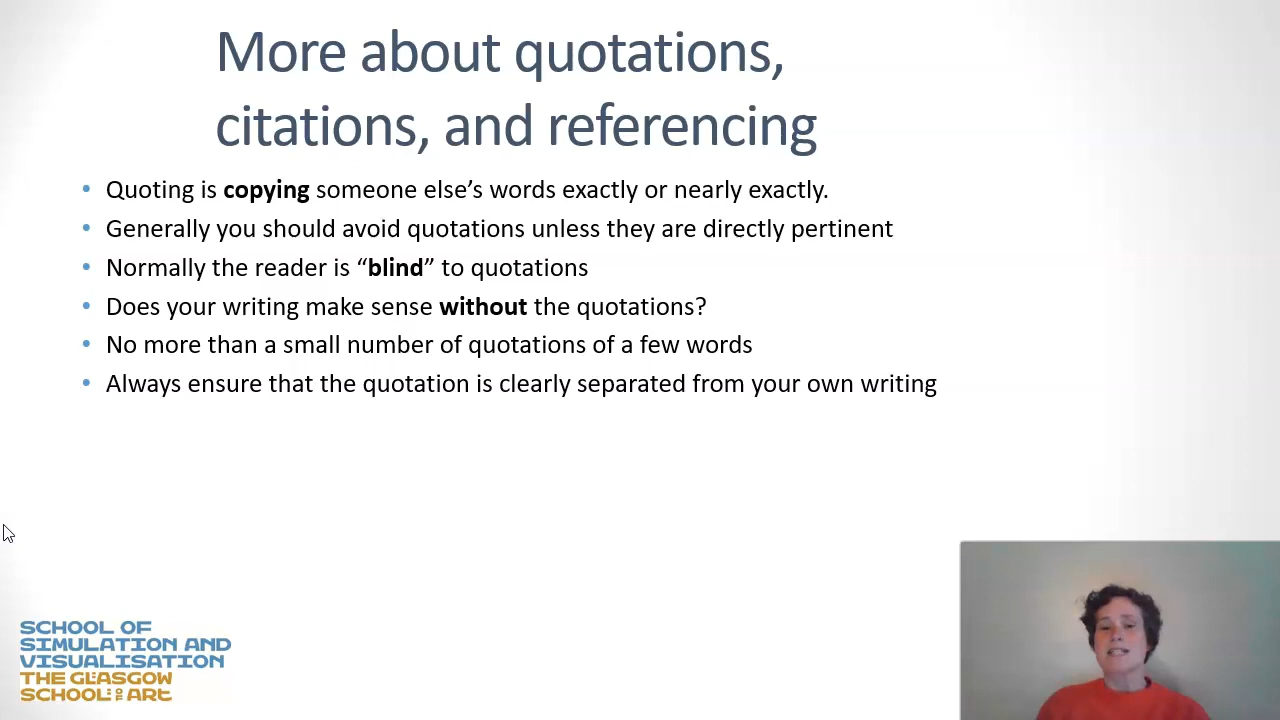 More about quotations,
citations, and referencing
• Quoting is copying someone else’s words exactly or nearly exactly.
• Generally you should avoid quotations unless they are directly pertinent
• Normally the reader is “blind” to quotations
• Does your writing make sense without the quotations?
• No more than a small number of quotations of a few words
• Always ensure that the quotation is clearly separated from your own writing
SCHOOL OF
SIMULATION AND
VISUALISATION
THE GLASGOW
SCHOOL OF ART